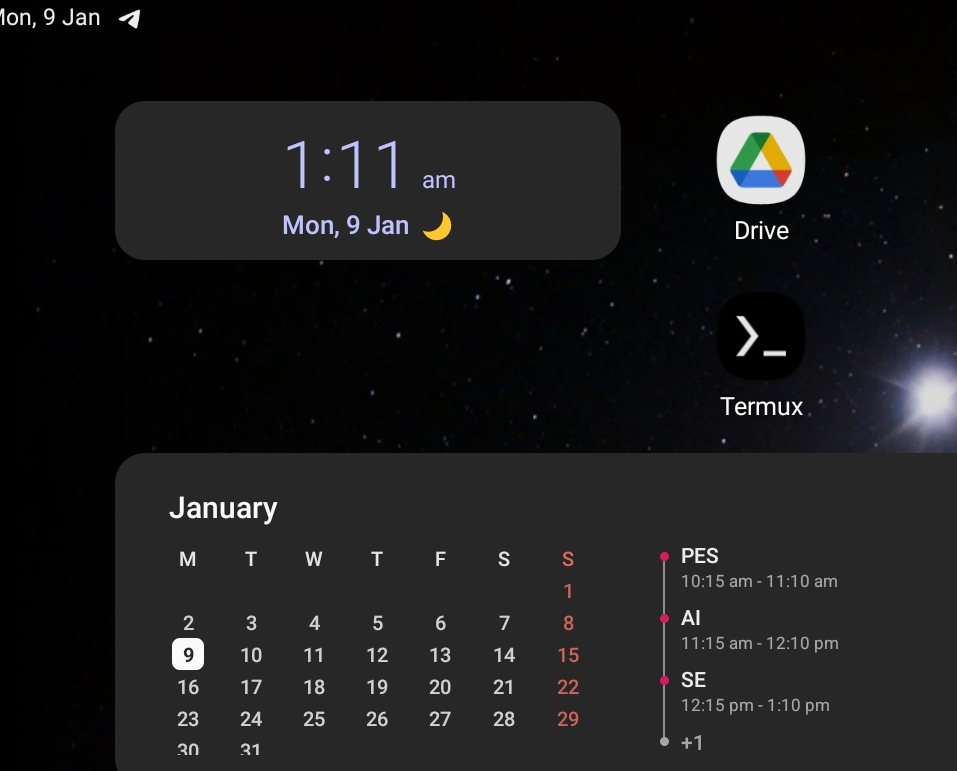 Mon, 9 Jan
1:11 am
Mon, 9 Jan
Drive
Termux
January
M T W T F S S
1
2 3 4 5 6 7 8
9 10 11 12 13 14 15
16 17 18 19 20 21 22
23 24 25 26 27 28 29
30 31
PES
10:15 am - 11:10 am
AI
11:15 am - 12:10 pm
SE
12:15 pm - 1:10 pm
+1